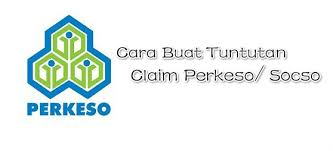 Cara Buat Tuntutan
Claim Perkeso/ Socso
PERKESO